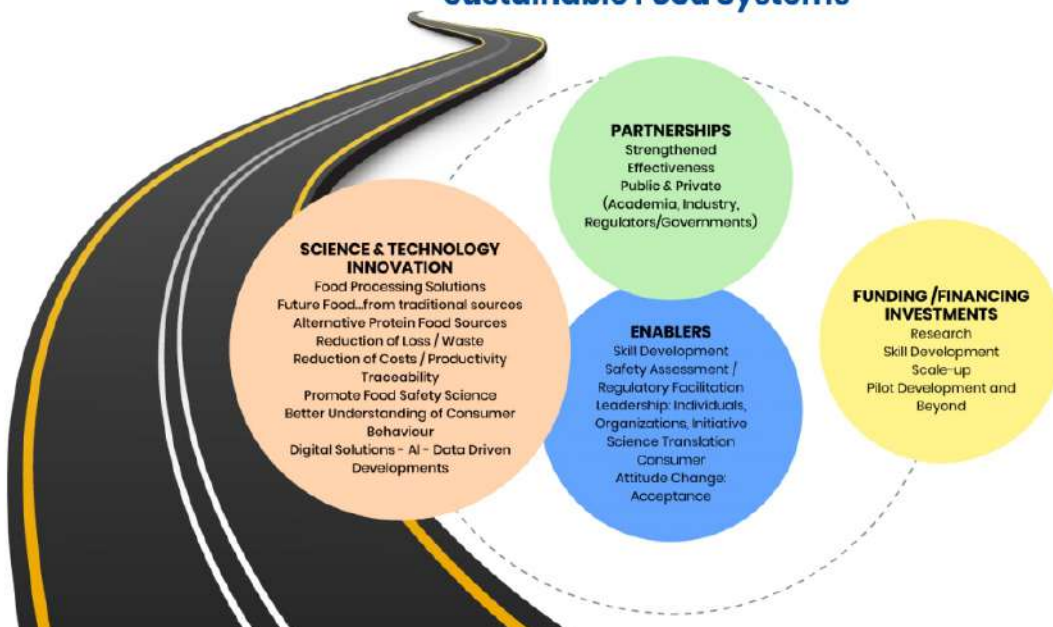 Sustainable Food Systems
PARTNERSHIPS
Strengthened
Effectiveness
Public & Private
(Academia, Industry,
Regulators/Governments)
SCIENCE & TECHNOLOGY
INNOVATION
Food Processing Solutions
Future Food...from traditional sources
Alternative Protein Food Sources
Reduction of Loss / Waste
Reduction of Costs / Productivity
Traceability
Promote Food Safety Science
Better Understanding of Consumer
Behaviour
Digital Solutions - AI - Data Driven
Developments
ENABLERS
Skill Development
Safety Assessment /
Regulatory Facilitation
Leadership: Individuals,
Organizations, Initiative
Science Translation
Consumer
Attitude Change:
Acceptance
FUNDING /FINANCING
INVESTMENTS
Research
Skill Development
Scale-up
Pilot Development and
Beyond